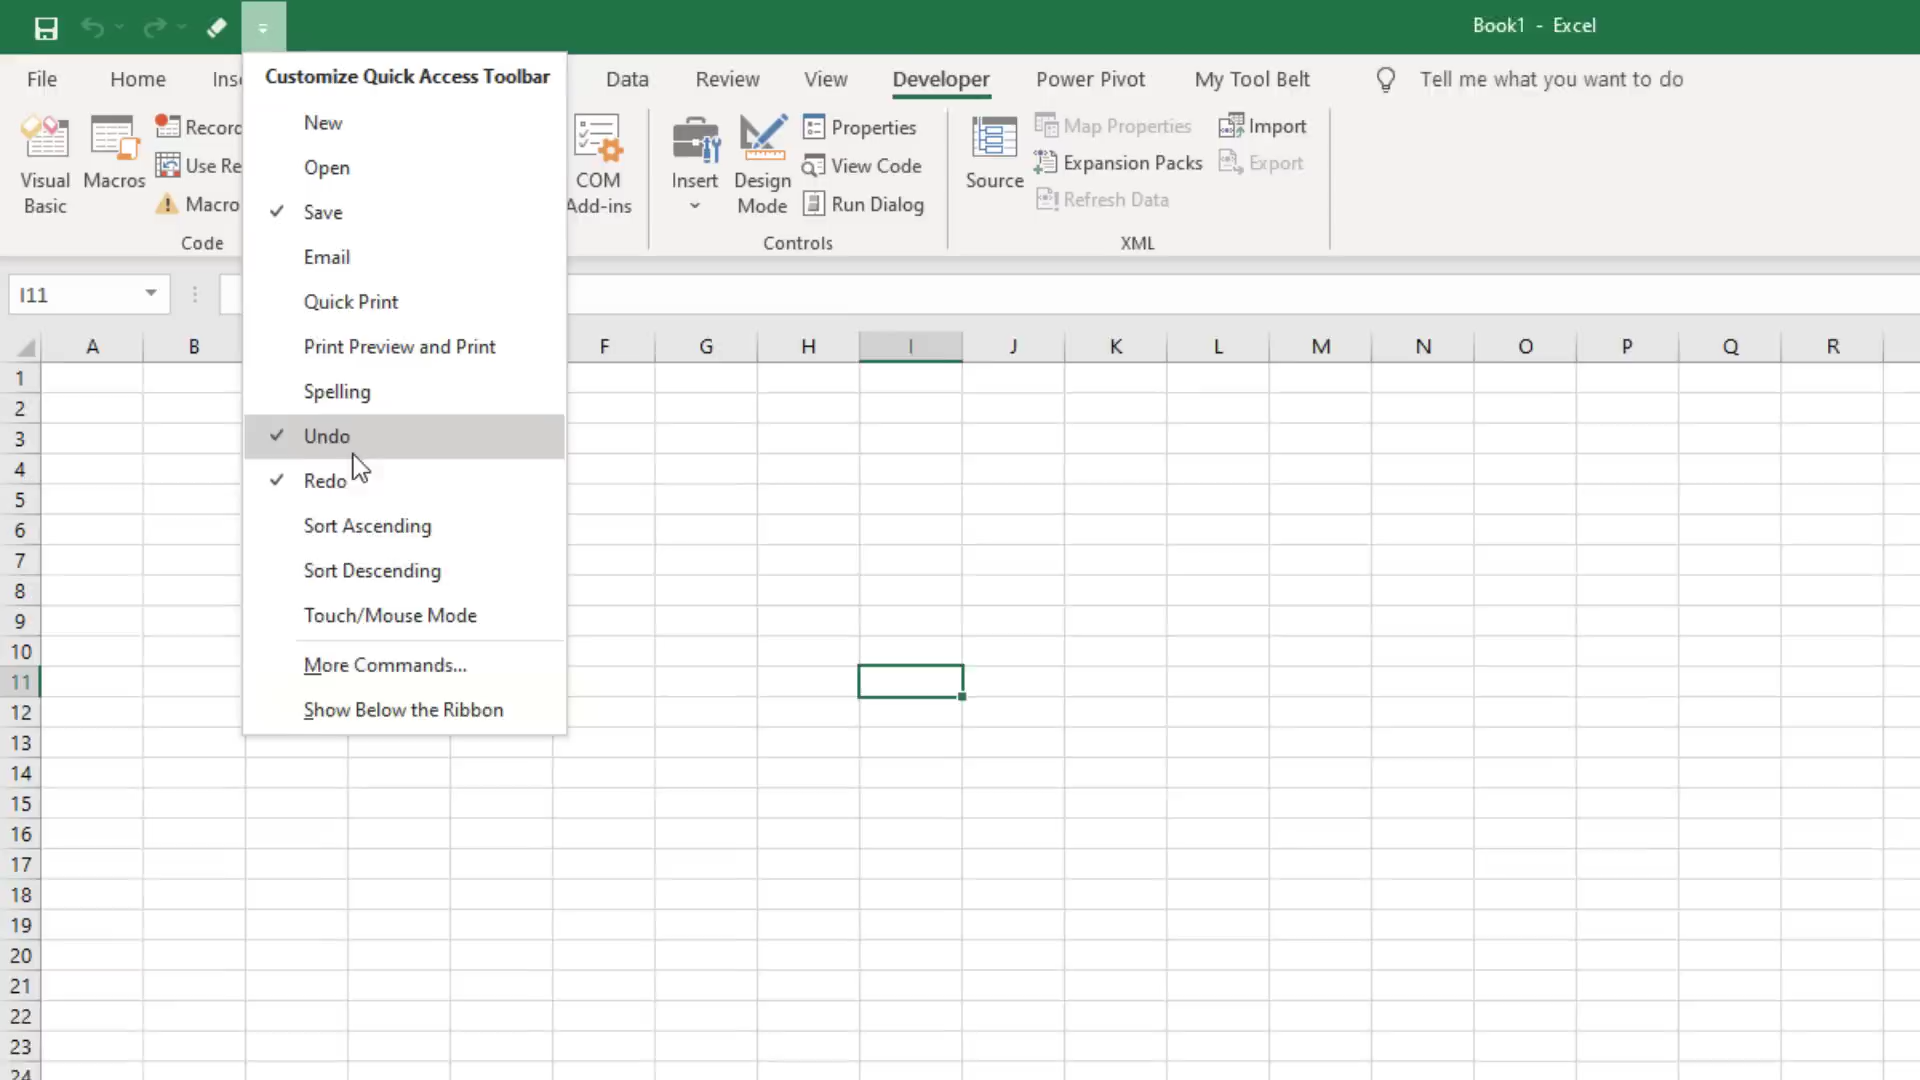 Book1 - Excel
File
Home
Ins
Data
Review
View
Developer
Power Pivot
My Tool Belt
Tell me what you want to do
Customize Quick Access Toolbar
New
Open
Save
Email
Quick Print
Print Preview and Print
Spelling
Undo
Redo
Sort Ascending
Sort Descending
Touch/Mouse Mode
More Commands...
Show Below the Ribbon
Visual
Basic
Macros
Record
Use Re
Macro
Code
COM
Add-ins
Insert
Design
Mode
Properties
View Code
Run Dialog
Controls
Source
Map Properties
Expansion Packs
Refresh Data
Import
Export
XML
I11
A B F G H I J K L M N O P Q R
1
2
3
4
5
6
7
8
9
10
11
12
13
14
15
16
17
18
19
20
21
22
23
24